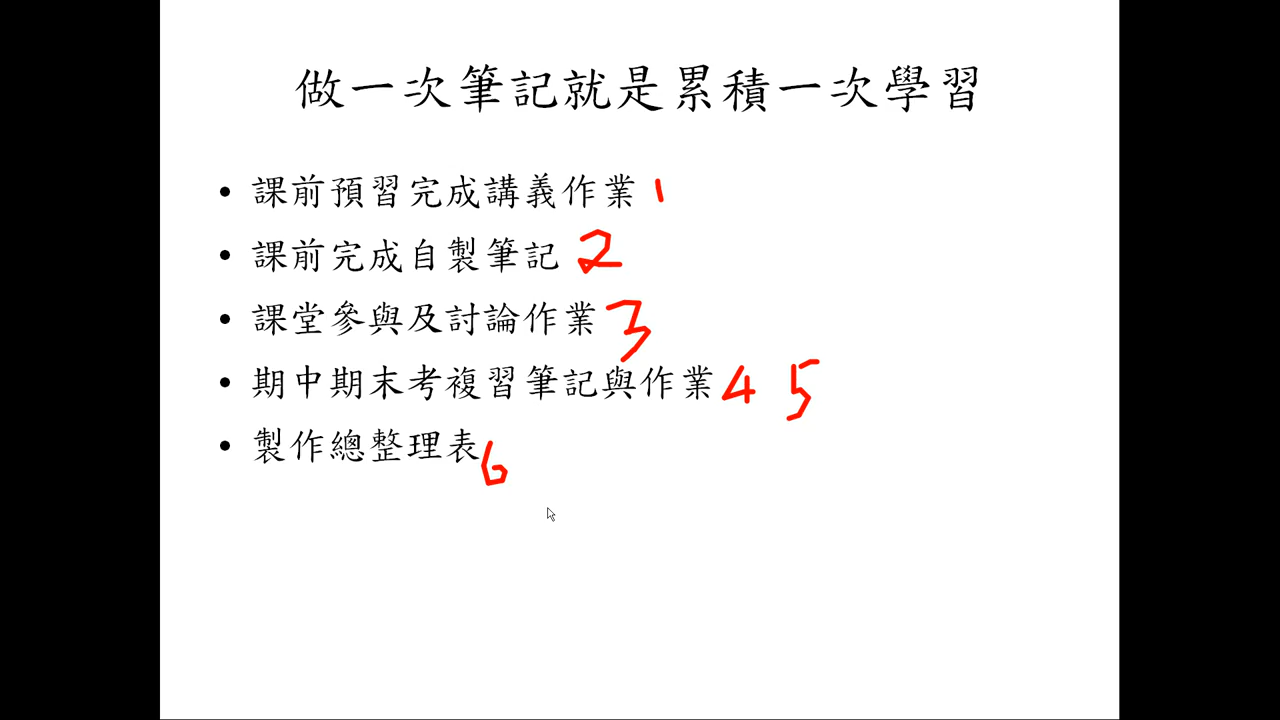 做一次筆記就是累積一次學習
• 課前預習完成講義作業 1
• 課前完成自製筆記 2
• 課堂參與及討論作業 3
• 期中期末考複習筆記與作業 4 5
• 製作總整理表 6